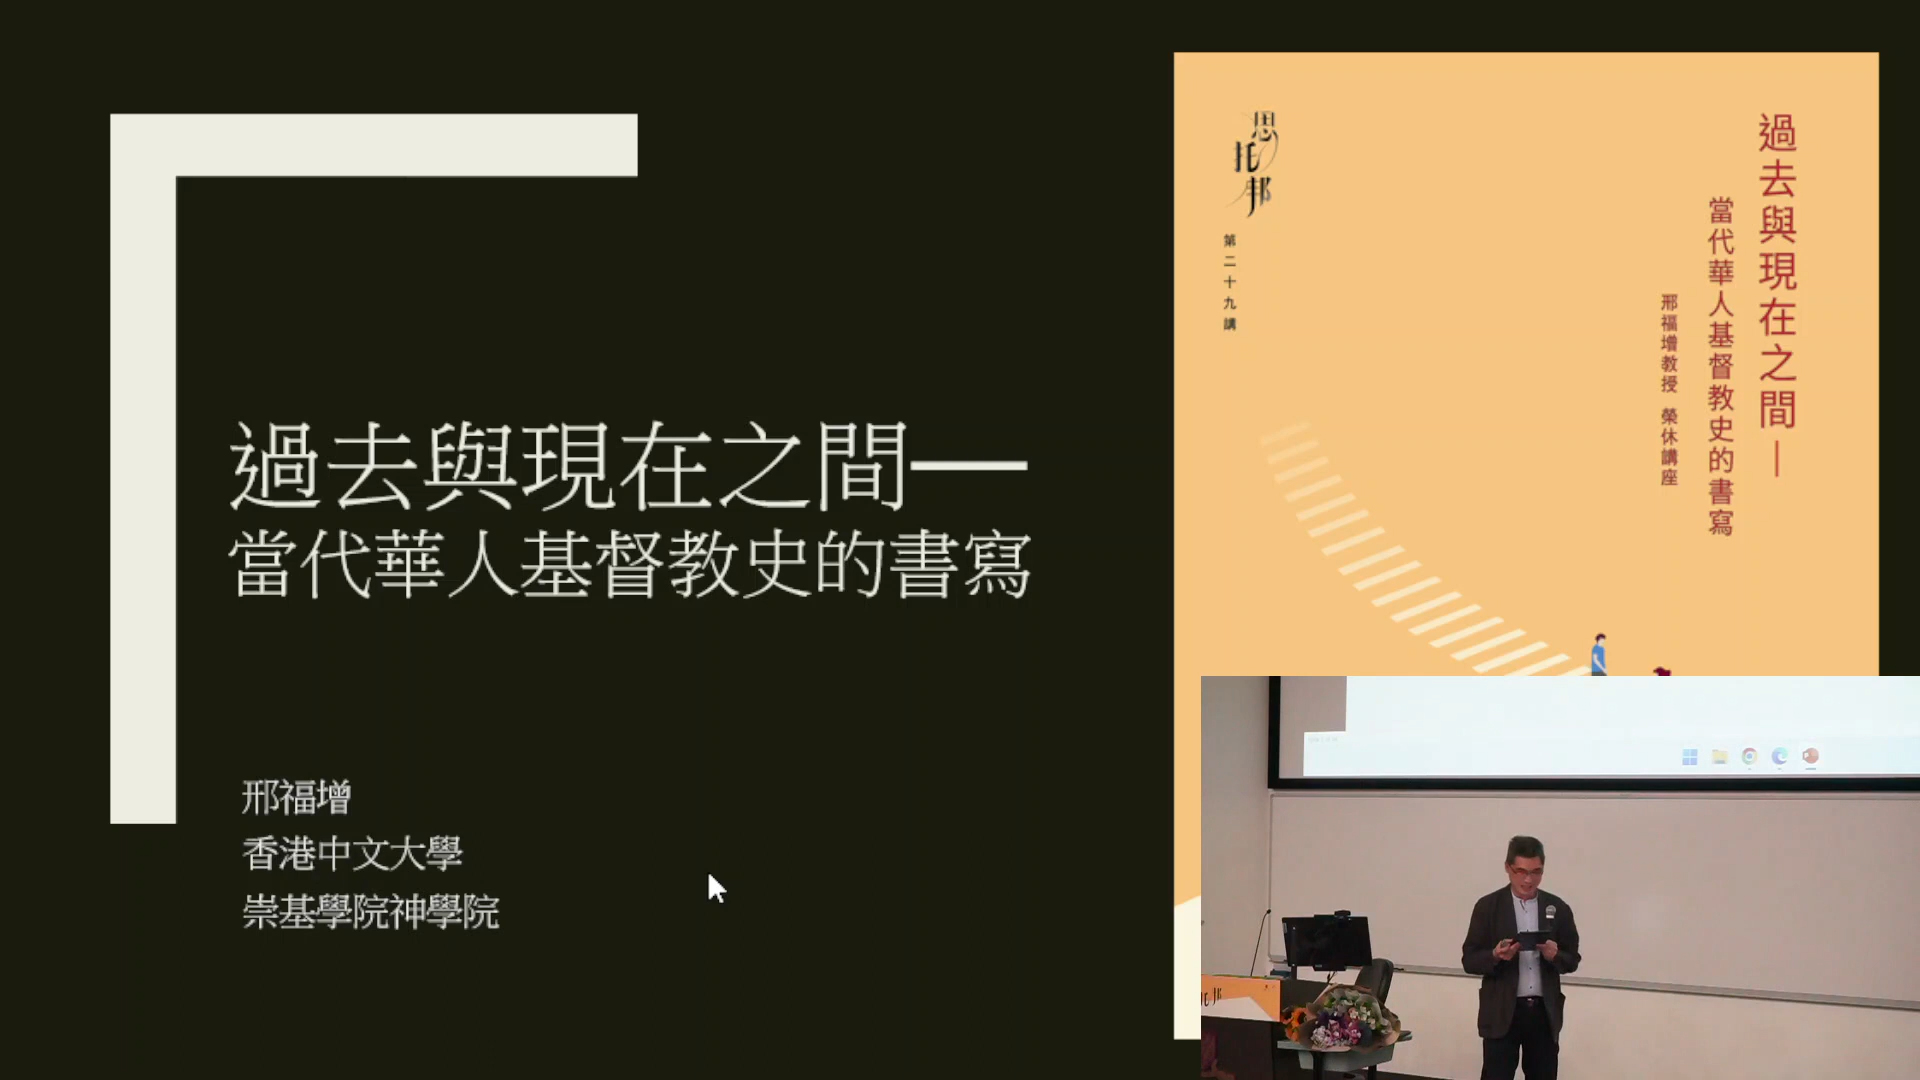 過去與現在之間——
當代華人基督教史的書寫
邢福增
香港中文大學
崇基學院神學院
思托邦
第二十九講
過去與現在之間—
當代華人基督教史的書寫
邢福增教授 榮休講座